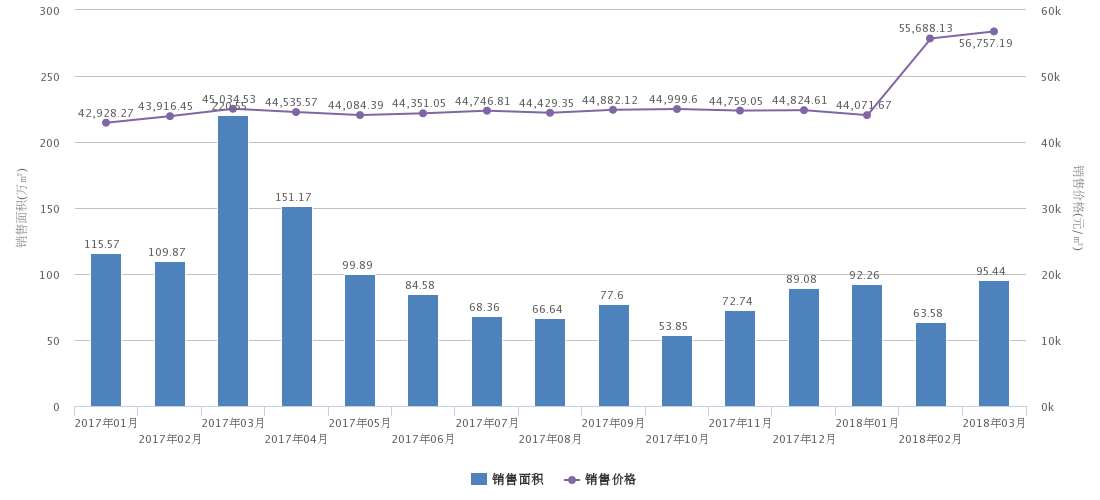 300
250
200
150
100
50
0
销售面积(万㎡)
60k
50k
40k
30k
20k
10k
0k
销售价格(元/㎡)
42,928.27
43,916.45
45,034.53
44,535.57
44,084.39
44,351.05
44,746.81
44,429.35
44,882.12
44,999.6
44,759.05
44,824.61
44,071.67
55,688.13
56,757.19
115.57
109.87
220.55
151.17
99.89
84.58
68.36
66.64
77.6
53.85
72.74
89.08
92.26
63.58
95.44
2017年01月
2017年02月
2017年03月
2017年04月
2017年05月
2017年06月
2017年07月
2017年08月
2017年09月
2017年10月
2017年11月
2017年12月
2018年01月
2018年02月
2018年03月
销售面积
销售价格